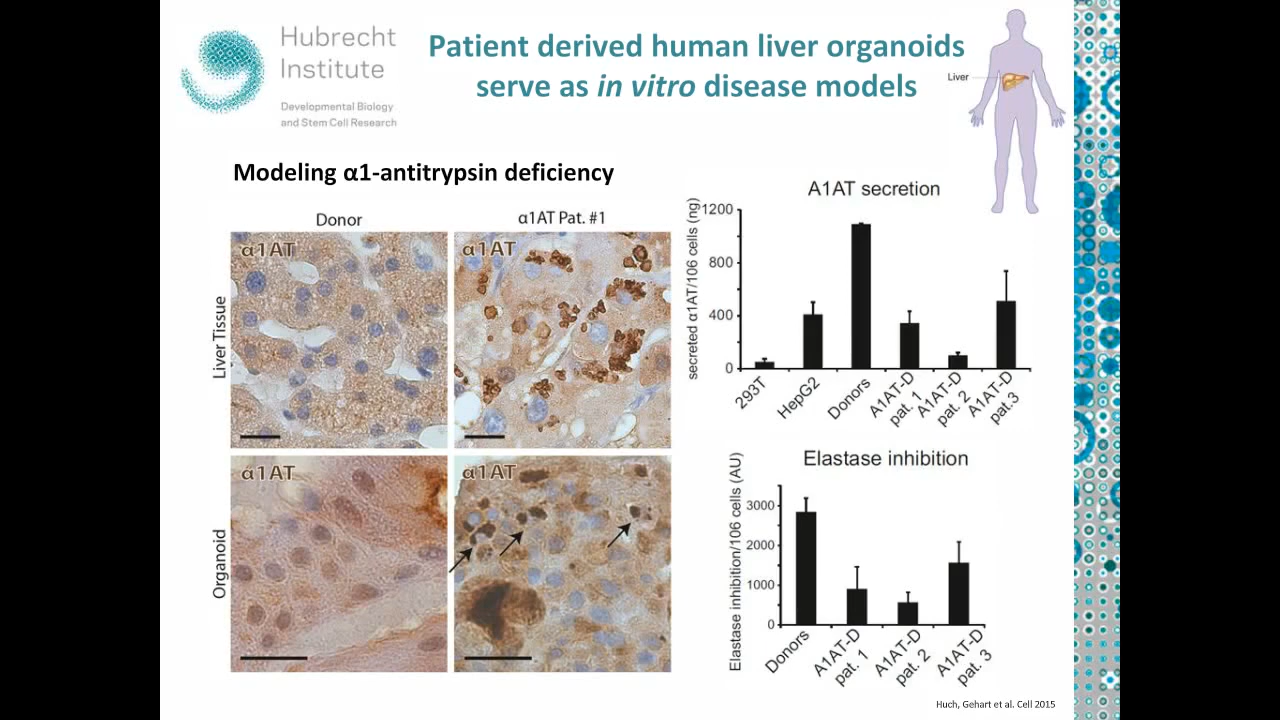 Hubrecht
Institute
Developmental Biology
and Stem Cell Research
Patient derived human liver organoids
serve as in vitro disease models
Liver
Modeling α1-antitrypsin deficiency
Donor
α1AT Pat. #1
Liver Tissue
α1AT
α1AT
Organoid
α1AT
α1AT
A1AT secretion
secreted α1AT/106 cells (ng)
1200
800
400
0
293T
HepG2
Donors
A1AT-D
pat. 1
A1AT-D
pat. 2
A1AT-D
pat.3
Elastase inhibition
Elastase inhibition/106 cells (AU)
3000
2000
1000
0
Donors
A1AT-D
pat. 1
A1AT-D
pat. 2
A1AT-D
pat. 3
Huch, Gehart et al. Cell 2015